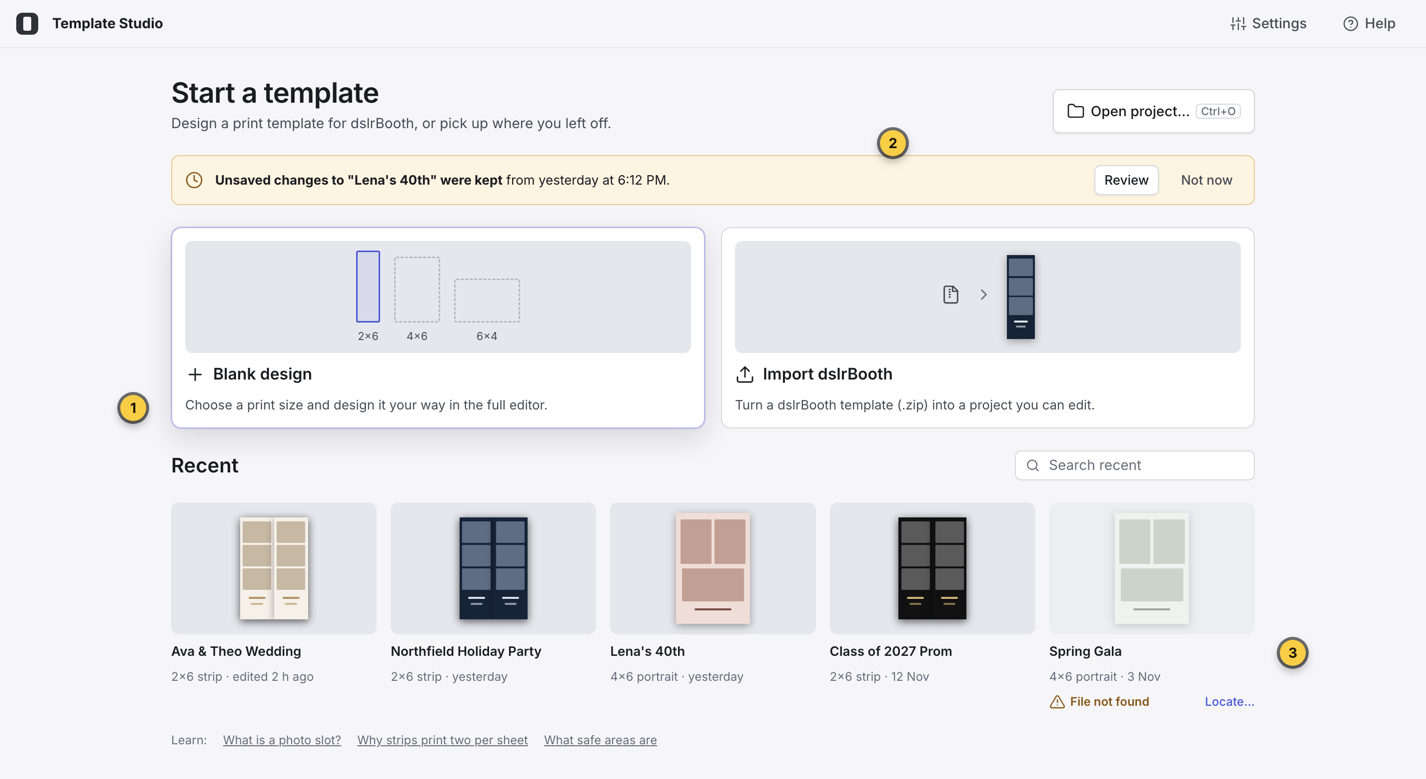 Template Studio
Settings
Help
Start a template
Design a print template for dslrBooth, or pick up where you left off.
Open project... Ctrl+O
2
Unsaved changes to "Lena's 40th" were kept from yesterday at 6:12 PM.
Review
Not now
2×6
4×6
6×4
Blank design
Choose a print size and design it your way in the full editor.
1
Import dslrBooth
Turn a dslrBooth template (.zip) into a project you can edit.
Recent
Search recent
Ava & Theo Wedding
2×6 strip · edited 2 h ago
Northfield Holiday Party
2×6 strip · yesterday
Lena's 40th
4×6 portrait · yesterday
Class of 2027 Prom
2×6 strip · 12 Nov
Spring Gala
4×6 portrait · 3 Nov
File not found
Locate...
3
Learn:
What is a photo slot?
Why strips print two per sheet
What safe areas are